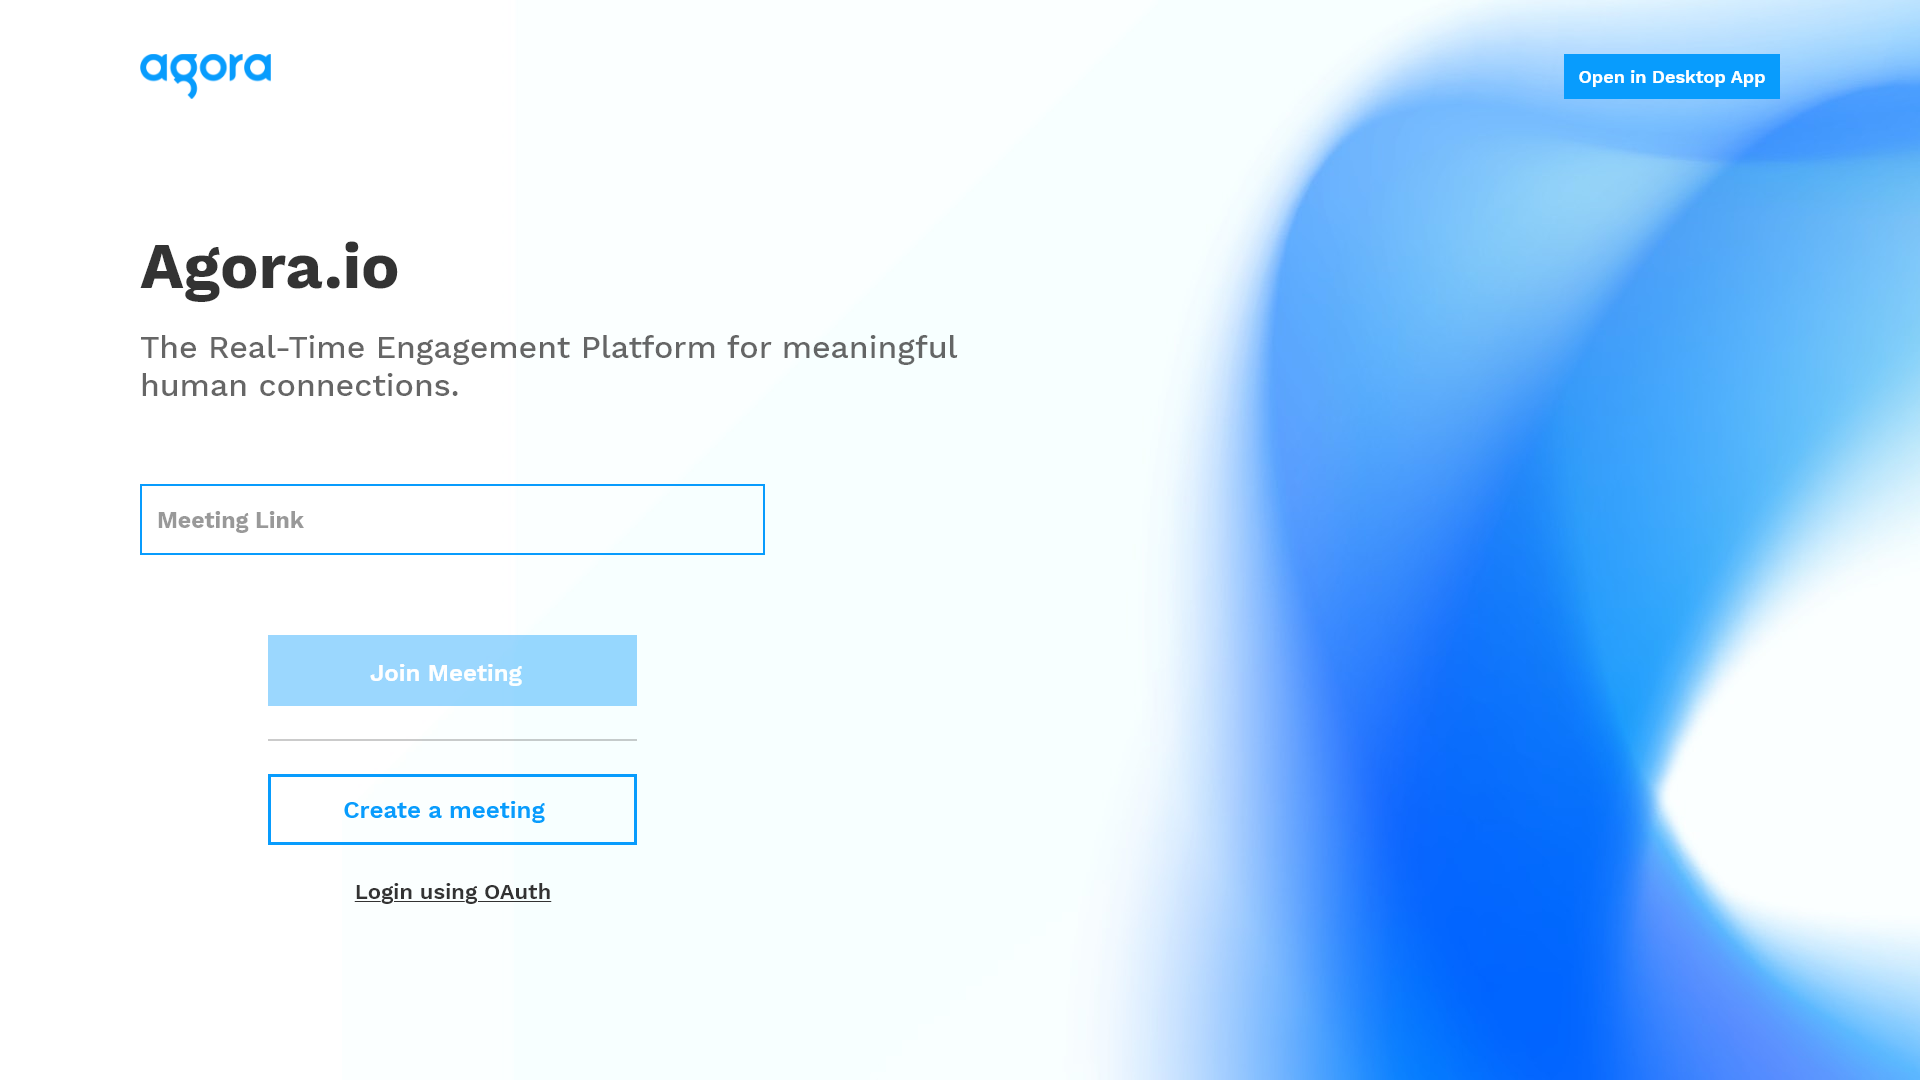 agora
Open in Desktop App
Agora.io
The Real-Time Engagement Platform for meaningful
human connections.
Meeting Link
Join Meeting
Create a meeting
Login using OAuth